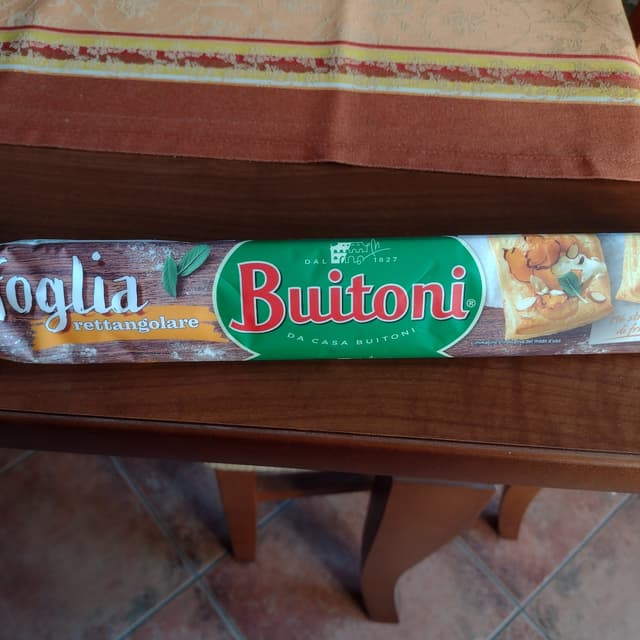 foglia
rettangolare
DAL 1827
Buitoni®
DA CASA BUITONI